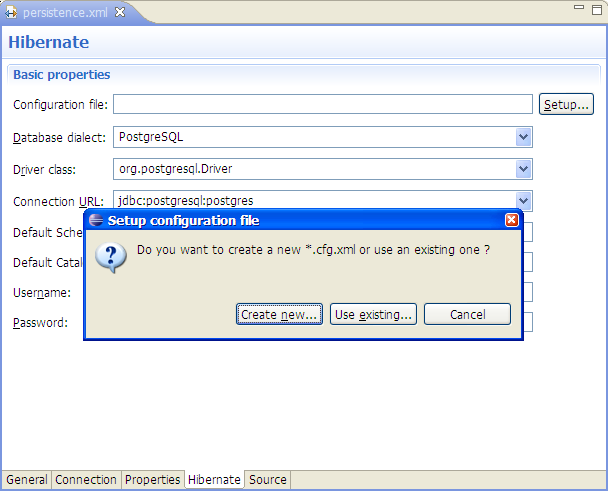 persistence.xml
Hibernate
Basic properties
Configuration file:
Setup...
Database dialect: PostgreSQL
Driver class: org.postgresql.Driver
Connection URL: jdbc:postgresql:postgres
Setup configuration file
Default Sche
Do you want to create a new *.cfg.xml or use an existing one ?
Default Catal
Username:
Password:
Create new... Use existing... Cancel
General Connection Properties Hibernate Source